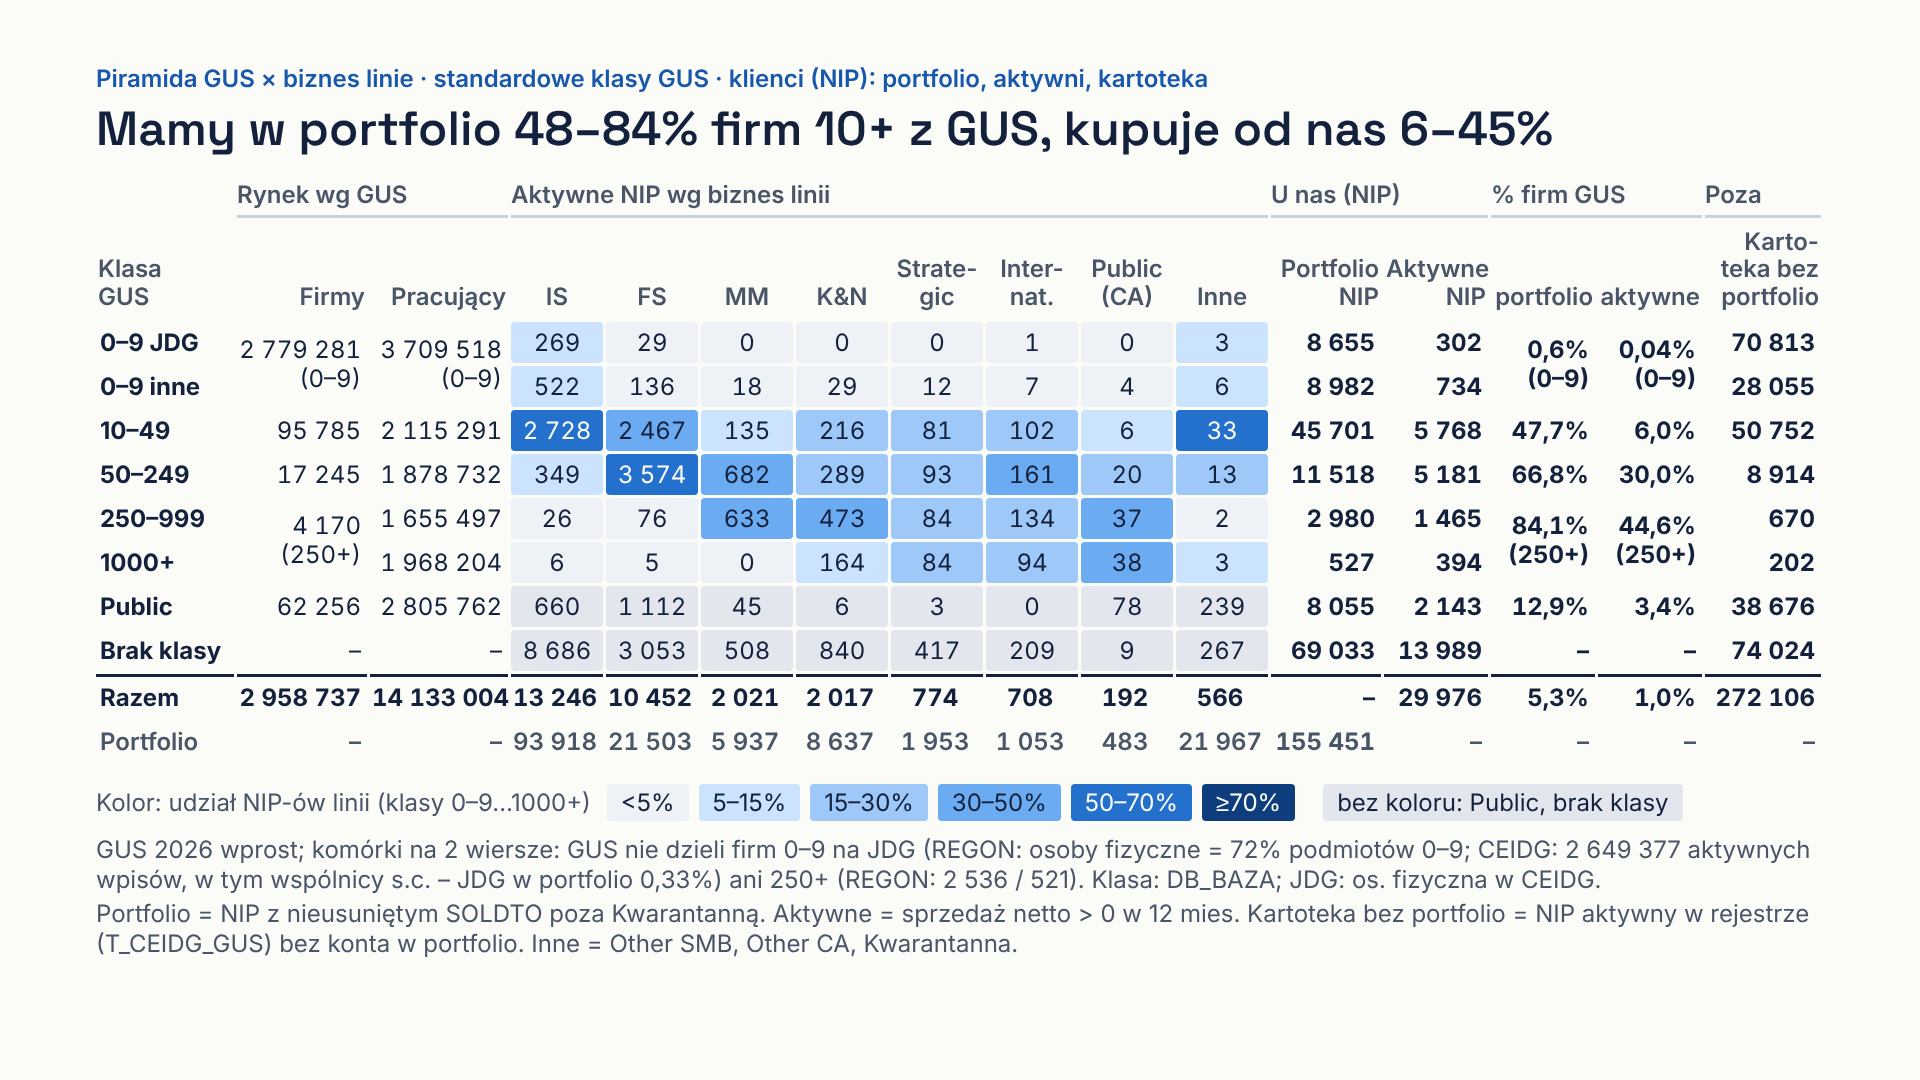 Piramida GUS × biznes linie · standardowe klasy GUS · klienci (NIP): portfolio, aktywni, kartoteka
Mamy w portfolio 48–84% firm 10+ z GUS, kupuje od nas 6–45%
Rynek wg GUS Aktywne NIP wg biznes linii U nas (NIP) % firm GUS Poza
Klasa GUS Firmy Pracujący IS FS MM K&N Strate-gic Inter-nat. Public (CA) Inne Portfolio NIP Aktywne NIP portfolio aktywne Karto-teka bez portfolio
0–9 JDG 2 779 281 (0–9) 3 709 518 (0–9) 269 29 0 0 0 1 0 3 8 655 302 0,6% (0–9) 0,04% (0–9) 70 813
0–9 inne 522 136 18 29 12 7 4 6 8 982 734 28 055
10–49 95 785 2 115 291 2 728 2 467 135 216 81 102 6 33 45 701 5 768 47,7% 6,0% 50 752
50–249 17 245 1 878 732 349 3 574 682 289 93 161 20 13 11 518 5 181 66,8% 30,0% 8 914
250–999 4 170 (250+) 1 655 497 26 76 633 473 84 134 37 2 2 980 1 465 84,1% (250+) 44,6% (250+) 670
1000+ 1 968 204 6 5 0 164 84 94 38 3 527 394 202
Public 62 256 2 805 762 660 1 112 45 6 3 0 78 239 8 055 2 143 12,9% 3,4% 38 676
Brak klasy – – 8 686 3 053 508 840 417 209 9 267 69 033 13 989 – – 74 024
Razem 2 958 737 14 133 004 13 246 10 452 2 021 2 017 774 708 192 566 – 29 976 5,3% 1,0% 272 106
Portfolio – – 93 918 21 503 5 937 8 637 1 953 1 053 483 21 967 155 451 – – – –
Kolor: udział NIP-ów linii (klasy 0–9…1000+) <5% 5–15% 15–30% 30–50% 50–70% ≥70% bez koloru: Public, brak klasy
GUS 2026 wprost; komórki na 2 wiersze: GUS nie dzieli firm 0–9 na JDG (REGON: osoby fizyczne = 72% podmiotów 0–9; CEIDG: 2 649 377 aktywnych
wpisów, w tym wspólnicy s.c. – JDG w portfolio 0,33%) ani 250+ (REGON: 2 536 / 521). Klasa: DB_BAZA; JDG: os. fizyczna w CEIDG.
Portfolio = NIP z nieusuniętym SOLDTO poza Kwarantanną. Aktywne = sprzedaż netto > 0 w 12 mies. Kartoteka bez portfolio = NIP aktywny w rejestrze
(T_CEIDG_GUS) bez konta w portfolio. Inne = Other SMB, Other CA, Kwarantanna.